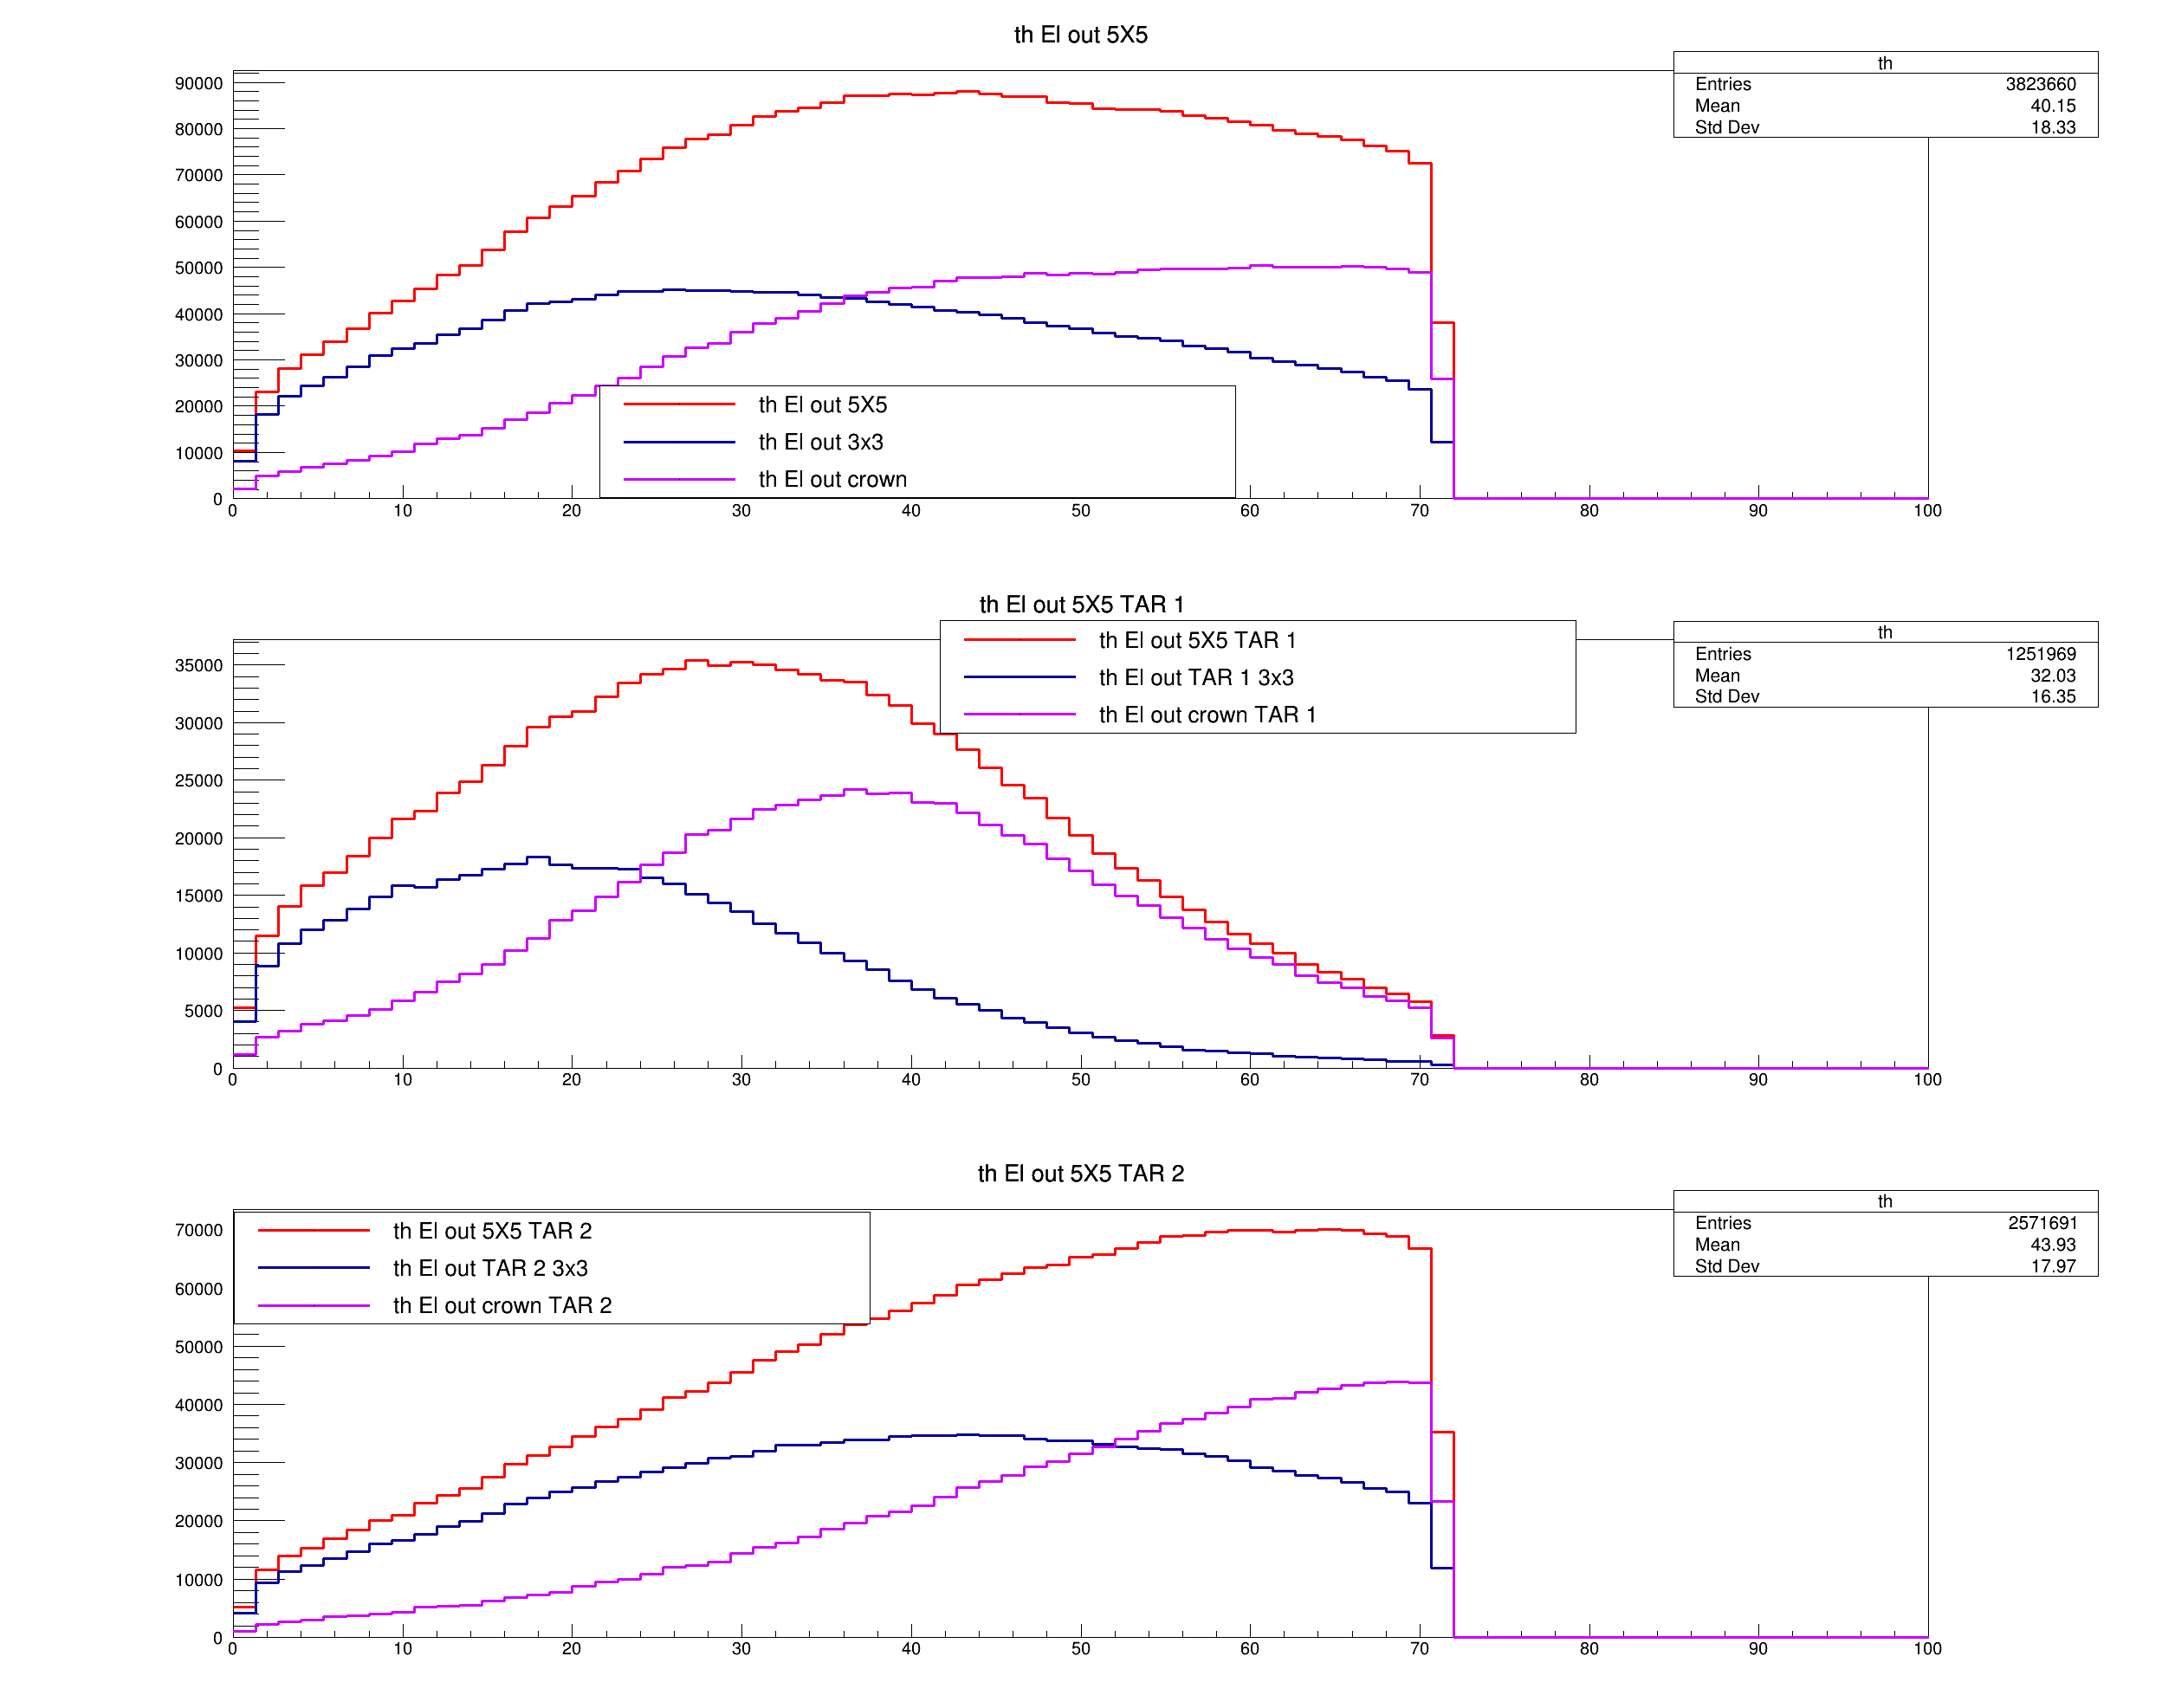 th El out 5X5
th
Entries 3823660
Mean 40.15
Std Dev 18.33
90000
80000
70000
60000
50000
40000
30000
20000
10000
0
th El out 5X5
th El out 3x3
th El out crown
0 10 20 30 40 50 60 70 80 90 100
th El out 5X5 TAR 1
th
Entries 1251969
Mean 32.03
Std Dev 16.35
th El out 5X5 TAR 1
th El out TAR 1 3x3
th El out crown TAR 1
35000
30000
25000
20000
15000
10000
5000
0
0 10 20 30 40 50 60 70 80 90 100
th El out 5X5 TAR 2
th
Entries 2571691
Mean 43.93
Std Dev 17.97
th El out 5X5 TAR 2
th El out TAR 2 3x3
th El out crown TAR 2
70000
60000
50000
40000
30000
20000
10000
0
0 10 20 30 40 50 60 70 80 90 100